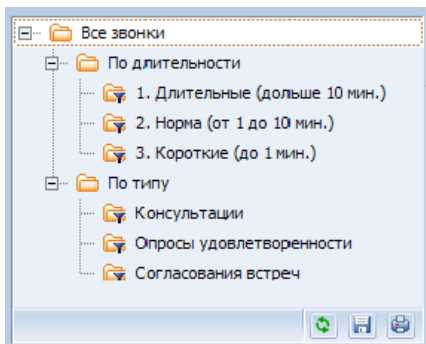 Все звонки
По длительности
1. Длительные (дольше 10 мин.)
2. Норма (от 1 до 10 мин.)
3. Короткие (до 1 мин.)
По типу
Консультации
Опросы удовлетворенности
Согласования встреч